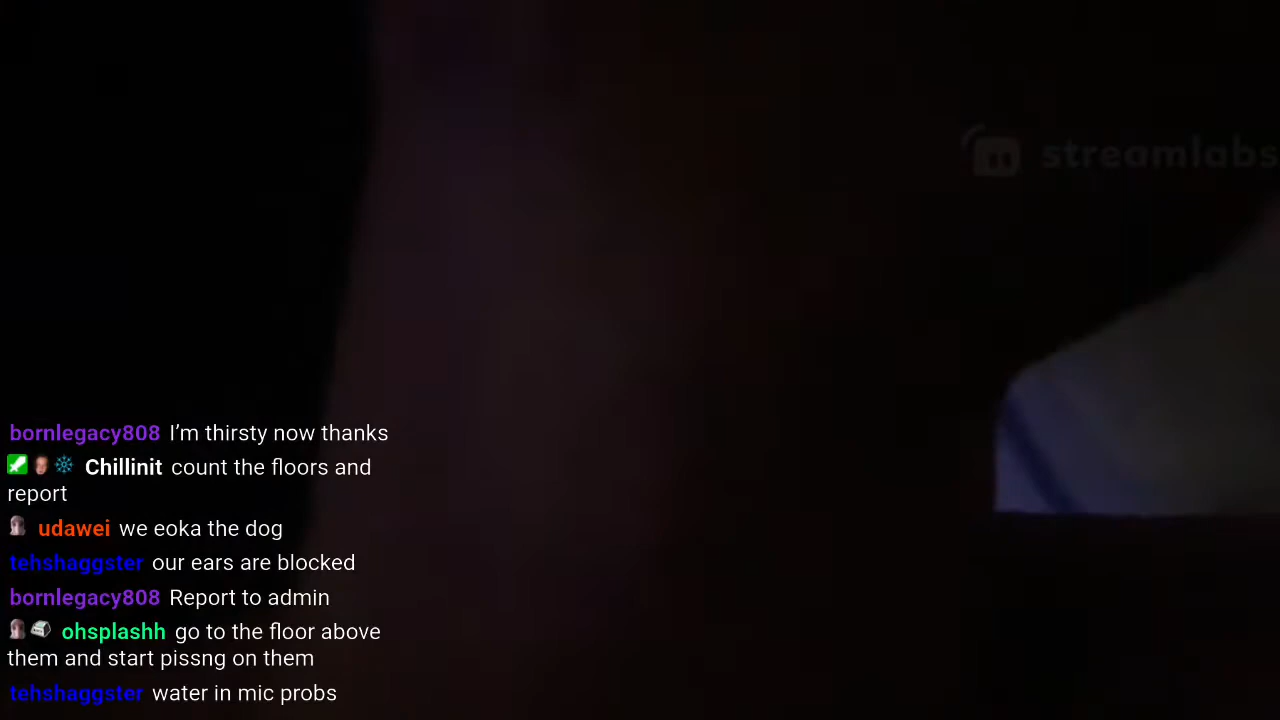 streamlabs
bornlegacy808 I’m thirsty now thanks
Chillinit count the floors and
report
udawei we eoka the dog
tehshaggster our ears are blocked
bornlegacy808 Report to admin
ohsplashh go to the floor above
them and start pissng on them
tehshaggster water in mic probs